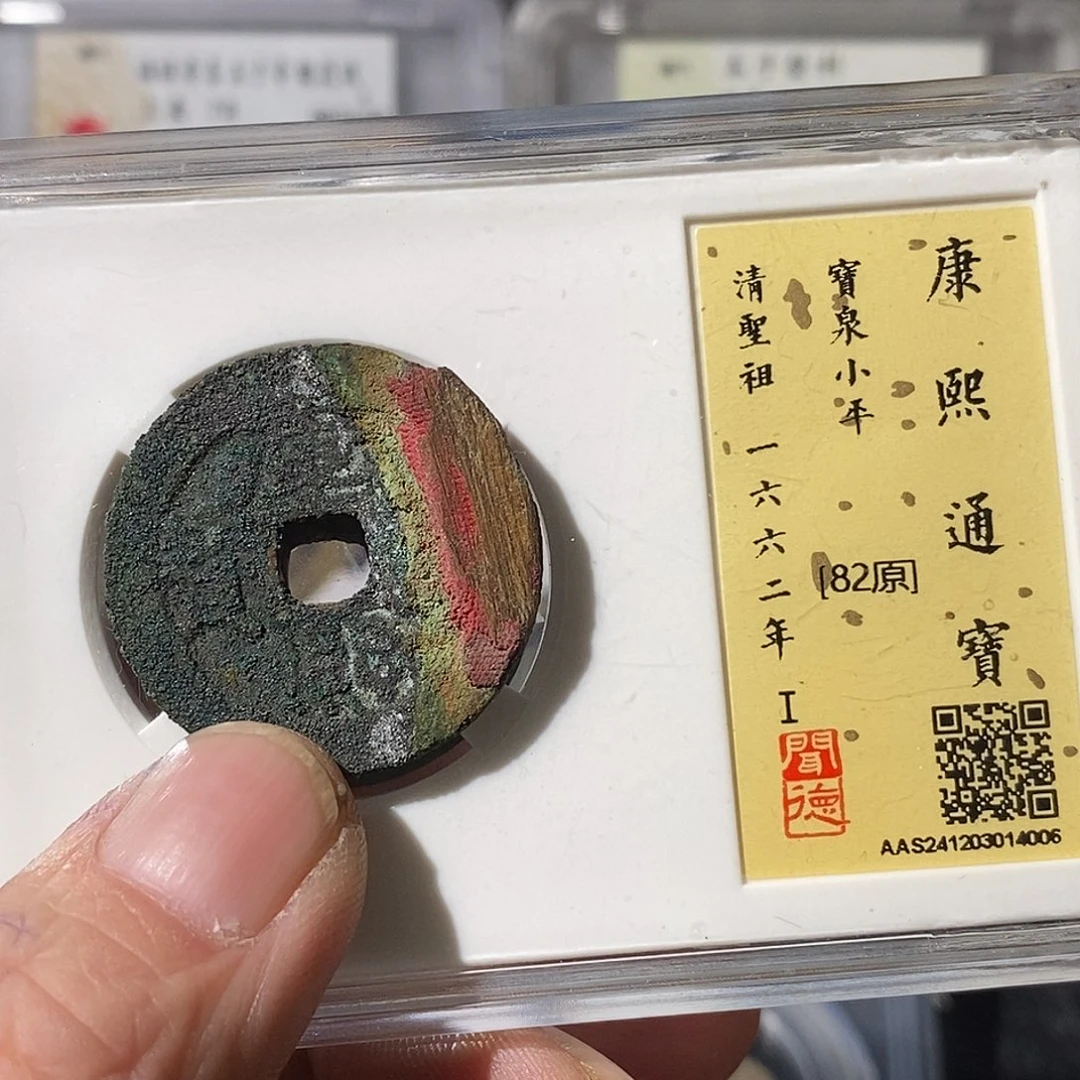 康熙通寶
寶泉小平
[82原]
清聖祖 一六六二年 I
聞德
AAS241203014006